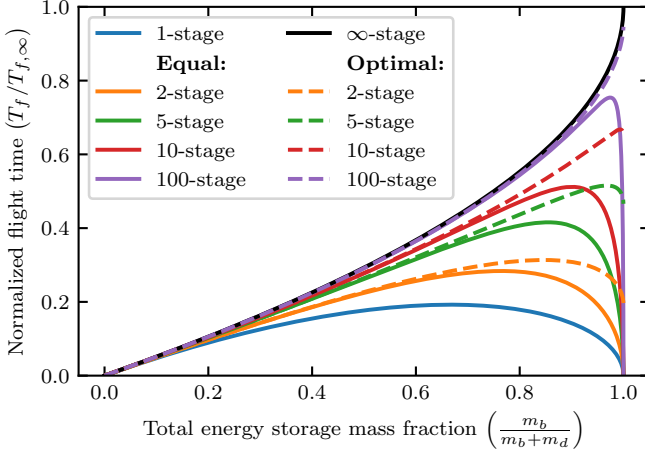 Normalized flight time (T_f/T_{f,∞})
1.0
0.8
0.6
0.4
0.2
0.0
1-stage
Equal:
2-stage
5-stage
10-stage
100-stage
∞-stage
Optimal:
2-stage
5-stage
10-stage
100-stage
0.0 0.2 0.4 0.6 0.8 1.0
Total energy storage mass fraction (m_b/(m_b+m_d))